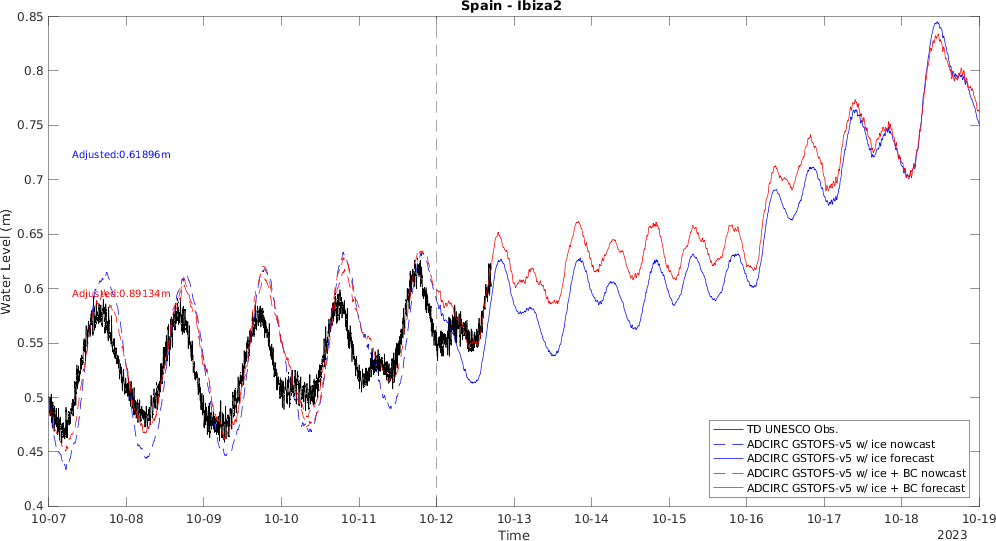 Spain - Ibiza2
0.85
0.8
0.75
0.7
0.65
0.6
0.55
0.5
0.45
0.4
Water Level (m)
Adjusted:0.61896m
Adjusted:0.89134m
TD UNESCO Obs.
ADCIRC GSTOFS-v5 w/ ice nowcast
ADCIRC GSTOFS-v5 w/ ice forecast
ADCIRC GSTOFS-v5 w/ ice + BC nowcast
ADCIRC GSTOFS-v5 w/ ice + BC forecast
10-07 10-08 10-09 10-10 10-11 10-12 10-13 10-14 10-15 10-16 10-17 10-18 10-19
Time
2023